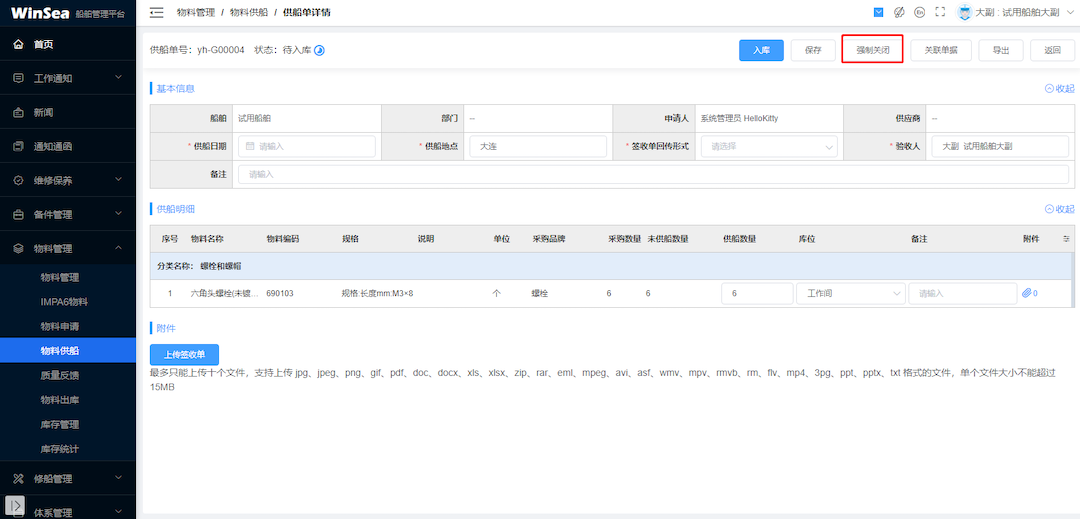 WinSea 船舶管理平台
物料管理 / 物料供船 / 供船单详情
En
大副 : 试用船舶大副
首页
工作通知
新闻
通知通函
维修保养
备件管理
物料管理
物料管理
IMPA6物料
物料申请
物料供船
质量反馈
物料出库
库存管理
库存统计
修船管理
体系管理
供船单号: yh-G00004 状态: 待入库
入库 保存 强制关闭 关联单据 导出 返回
基本信息 收起
船舶 试用船舶 部门 -- 申请人 系统管理员 HelloKitty 供应商 --
* 供船日期 请输入 * 供船地点 大连 * 签收单回传形式 请选择 * 验收人 大副 试用船舶大副
备注 请输入
供船明细 收起
序号 物料名称 物料编码 规格 说明 单位 采购品牌 采购数量 未供船数量 供船数量 库位 备注 附件
分类名称: 螺栓和螺帽
1 六角头螺栓(未镀... 690103 规格:长度mm:M3×8 个 螺栓 6 6 6 工作间 请输入 0
附件
上传签收单
最多只能上传十个文件，支持上传 jpg、jpeg、png、gif、pdf、doc、docx、xls、xlsx、zip、rar、eml、mpeg、avi、asf、wmv、mpv、rmvb、rm、flv、mp4、3pg、ppt、pptx、txt 格式的文件，单个文件大小不能超过
15MB